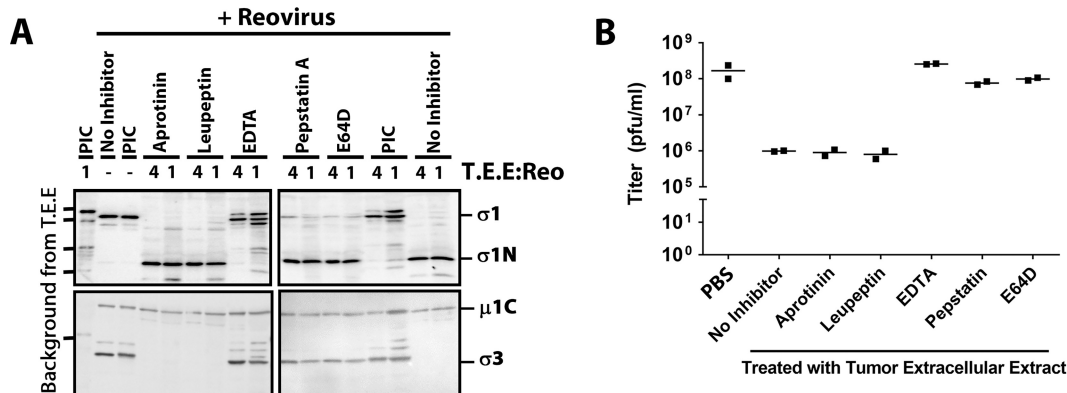 A
+ Reovirus
IPIC
No Inhibitor
IPIC
Aprotinin
Leupeptin
EDTA
Pepstatin A
E64D
PIC
No Inhibitor
1 - - 4 1 4 1 4 1 4 1 4 1 4 1 4 1 T.E.E:Reo
Background from T.E.E
σ1
σ1N
μ1C
σ3
B
Titer (pfu/ml)
10⁹
10⁸
10⁷
10⁶
10⁵
10¹
10⁰
PBS
No Inhibitor
Aprotinin
Leupeptin
EDTA
Pepstatin
E64D
Treated with Tumor Extracellular Extract